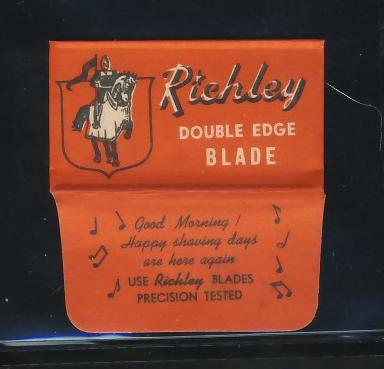 Richley
DOUBLE EDGE
BLADE
Good Morning!
Happy shaving days
are here again
USE Richley BLADES
PRECISION TESTED